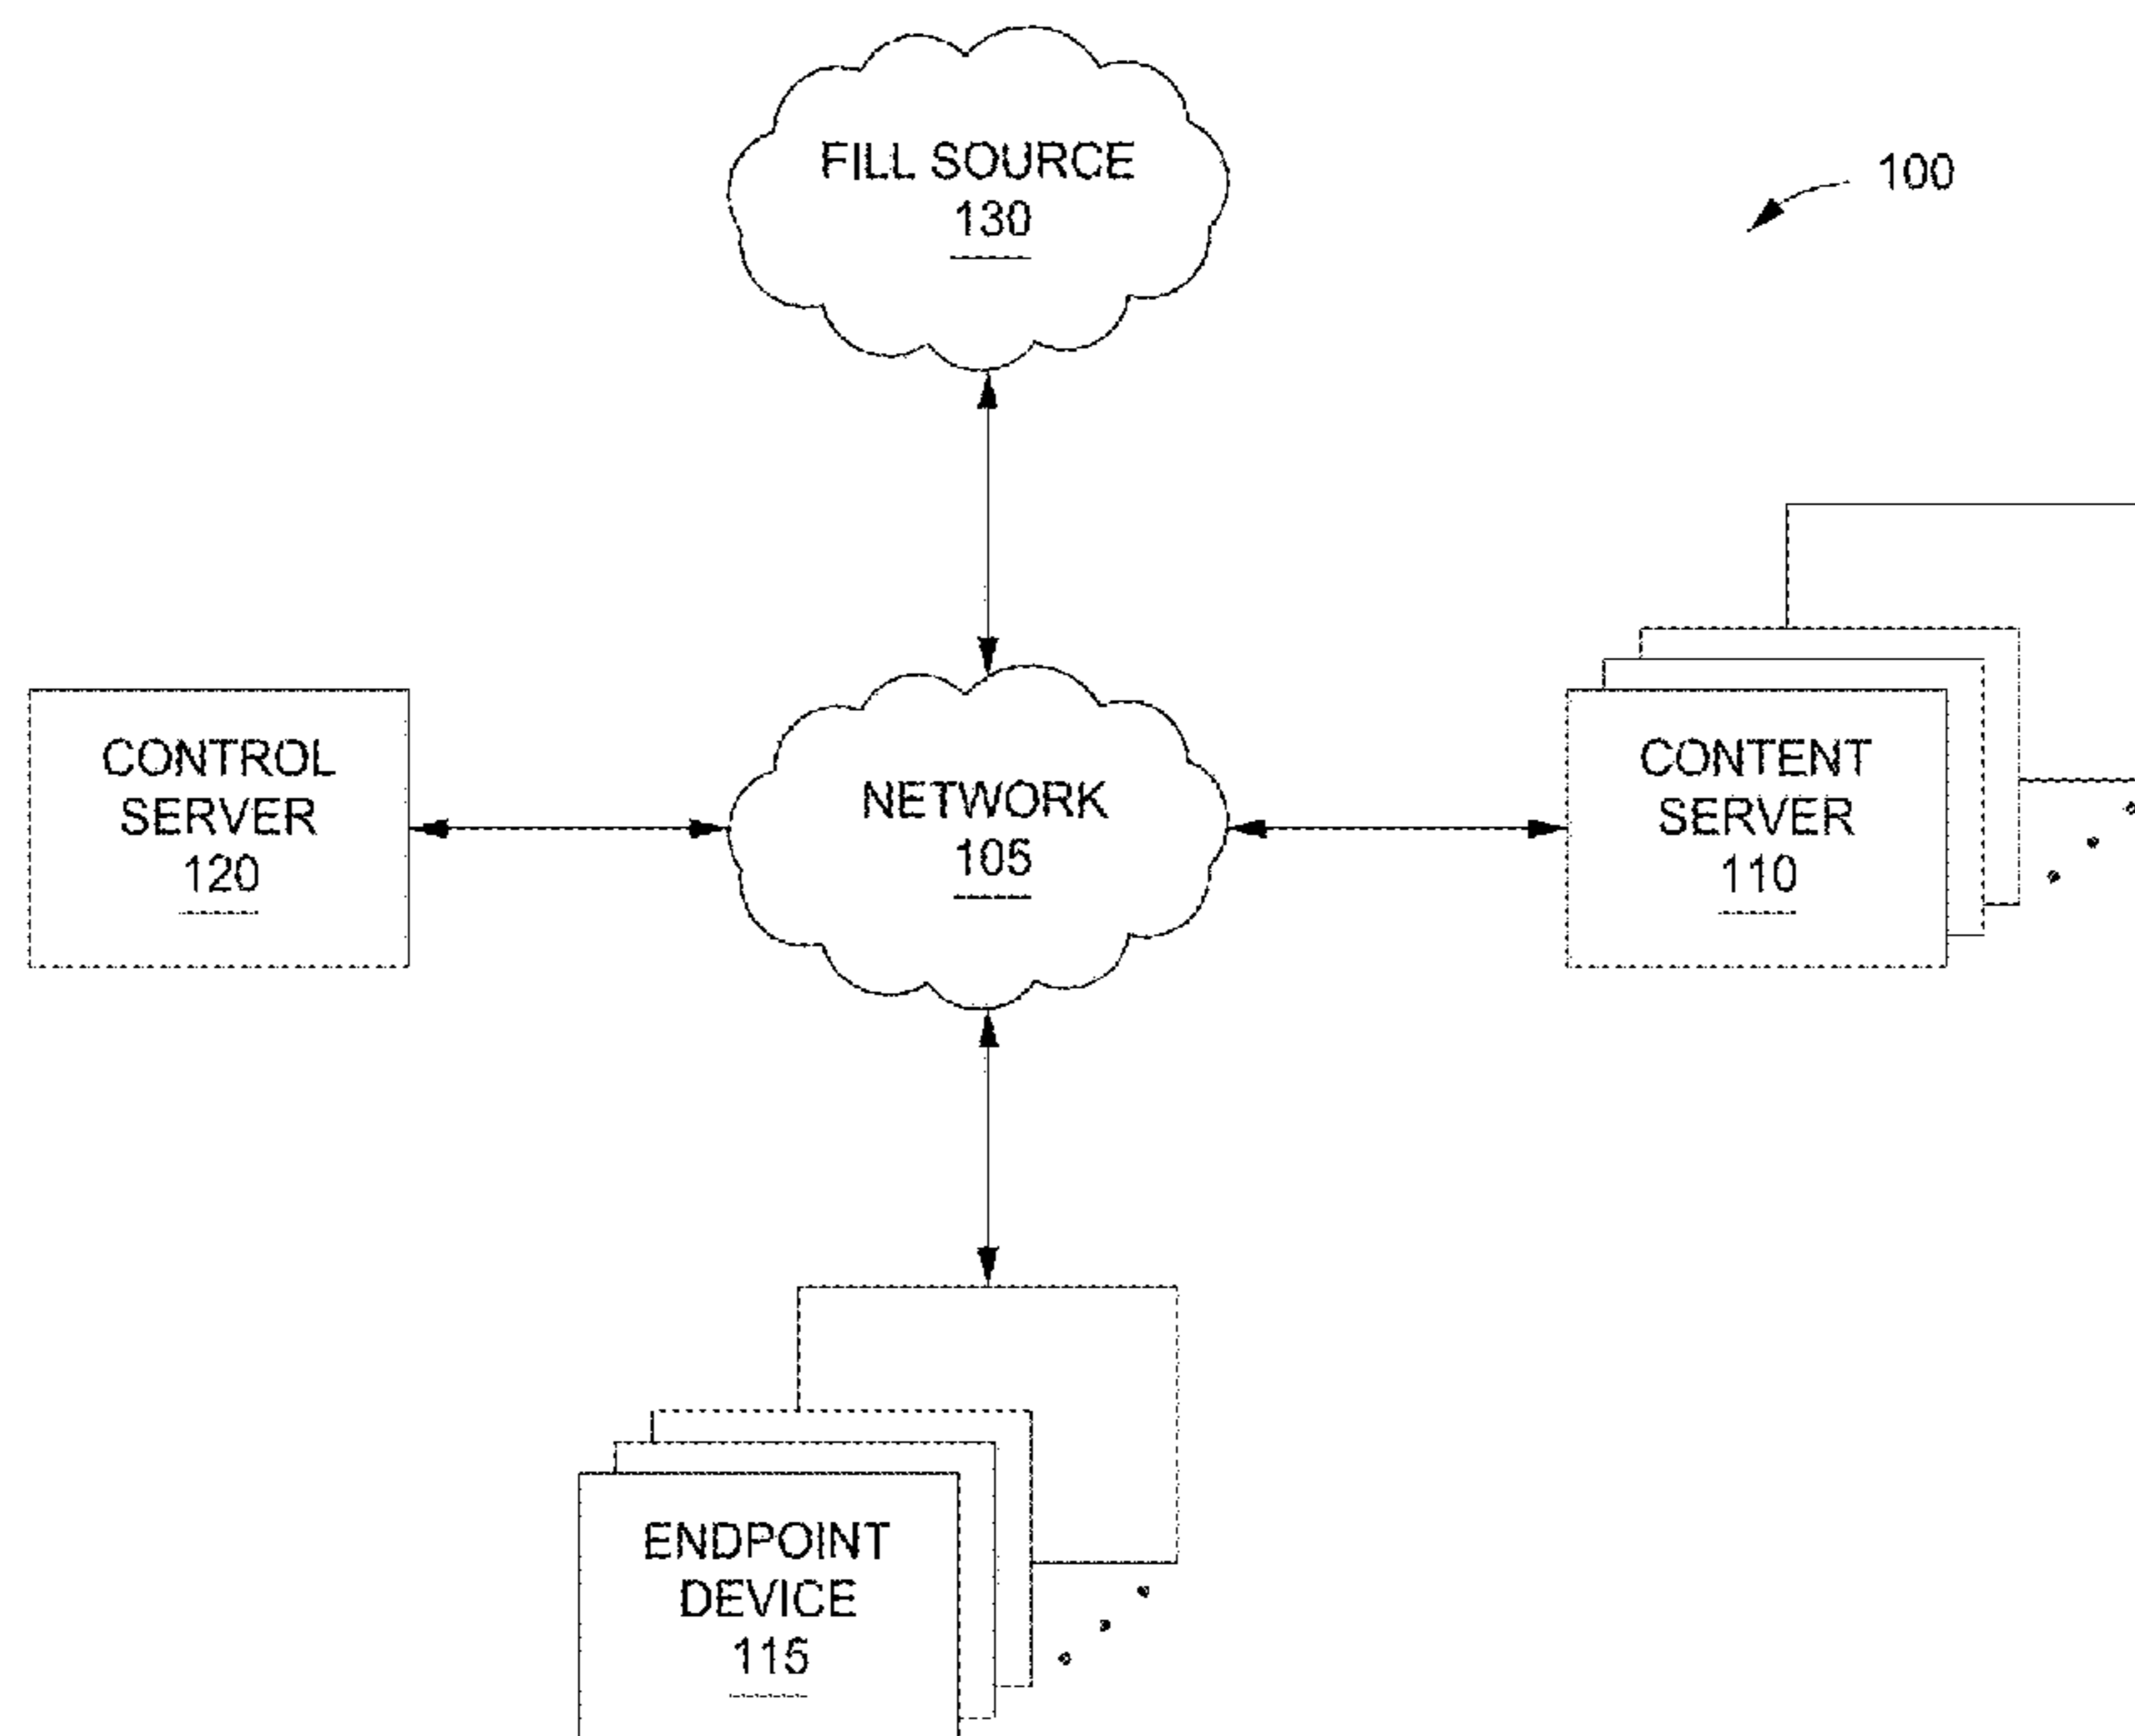 FILL SOURCE
130
100
CONTROL
SERVER
120
NETWORK
105
CONTENT
SERVER
110
ENDPOINT
DEVICE
115